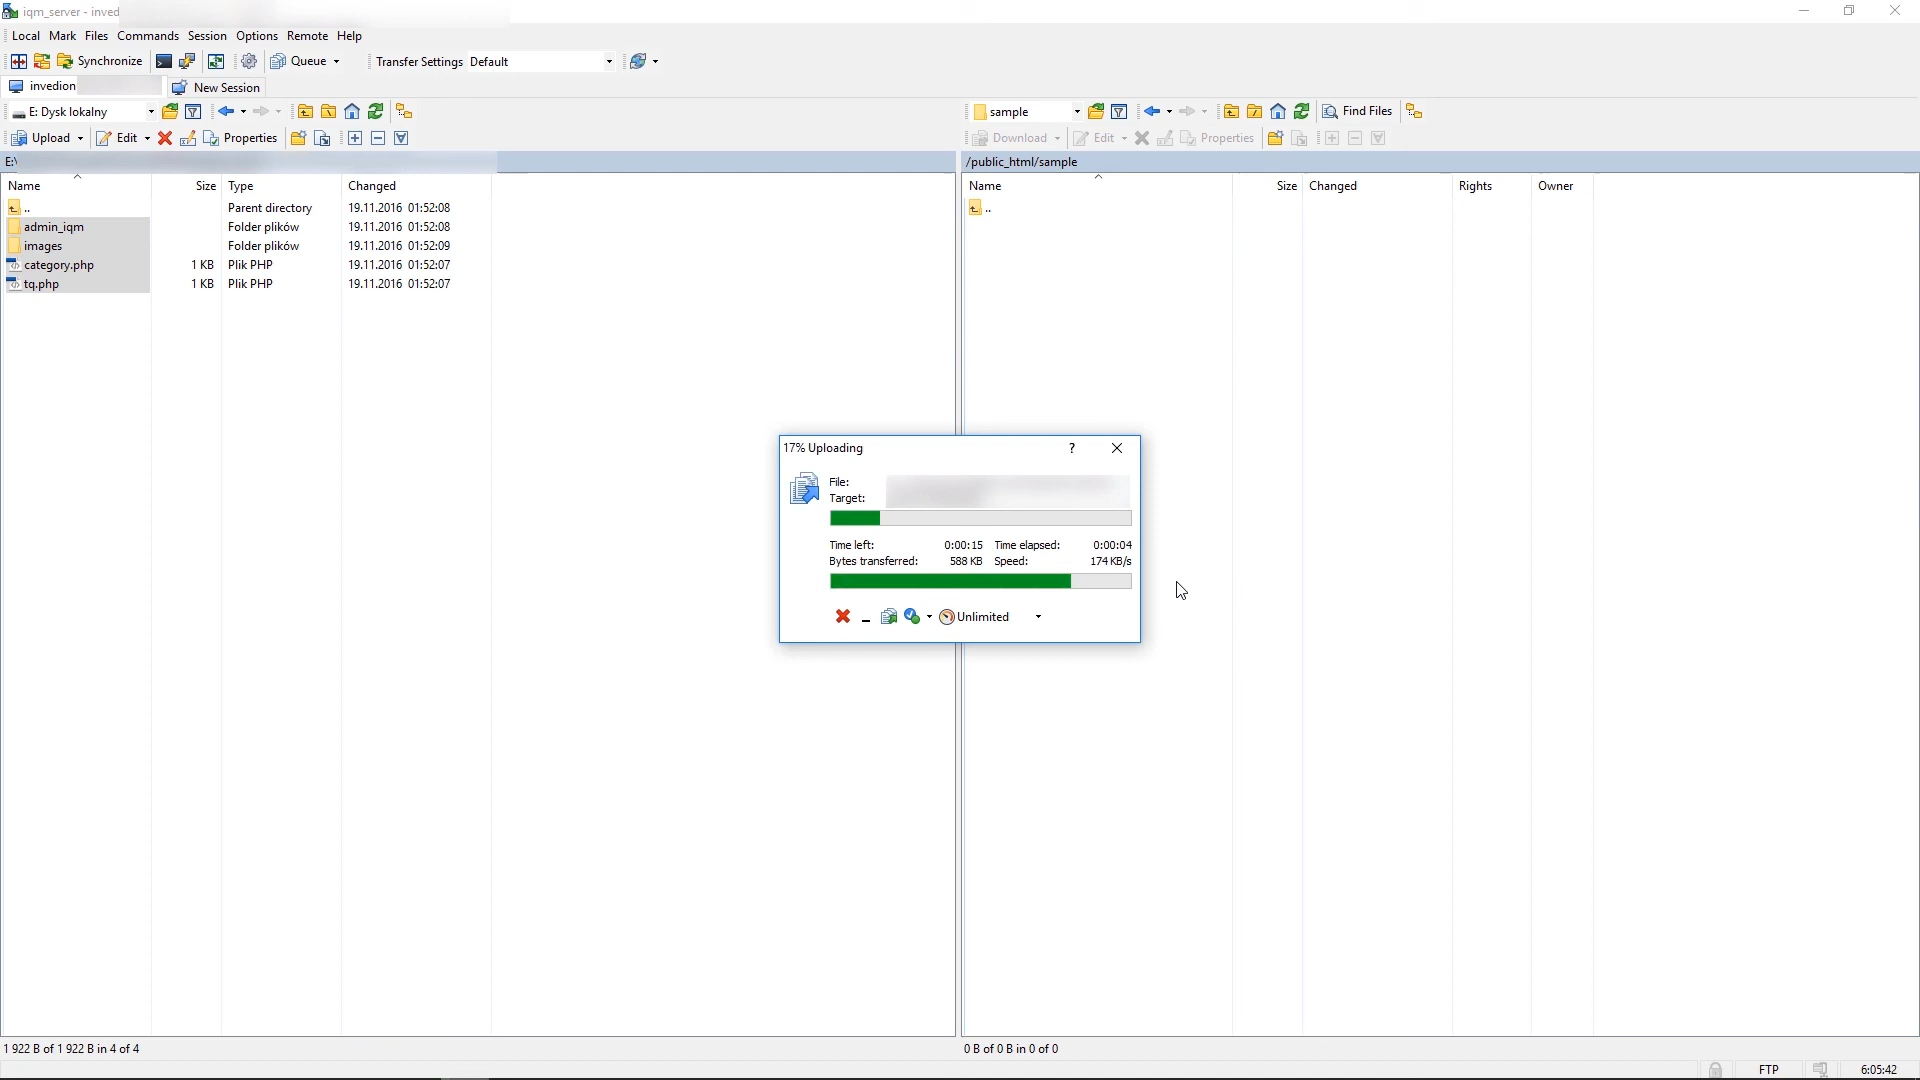 iqm_server - inved
Local Mark Files Commands Session Options Remote Help
Synchronize Queue Transfer Settings Default
invedion New Session
E: Dysk lokalny
Upload Edit Properties
E:\
Name Size Type Changed
.. Parent directory 19.11.2016 01:52:08
admin_iqm Folder plików 19.11.2016 01:52:08
images Folder plików 19.11.2016 01:52:09
category.php 1 KB Plik PHP 19.11.2016 01:52:07
tq.php 1 KB Plik PHP 19.11.2016 01:52:07
1 922 B of 1 922 B in 4 of 4
sample Find Files
Download Edit Properties
/public_html/sample
Name Size Changed Rights Owner
..
0 B of 0 B in 0 of 0
17% Uploading ?
File:
Target:
Time left: 0:00:15 Time elapsed: 0:00:04
Bytes transferred: 588 KB Speed: 174 KB/s
Unlimited
FTP 6:05:42